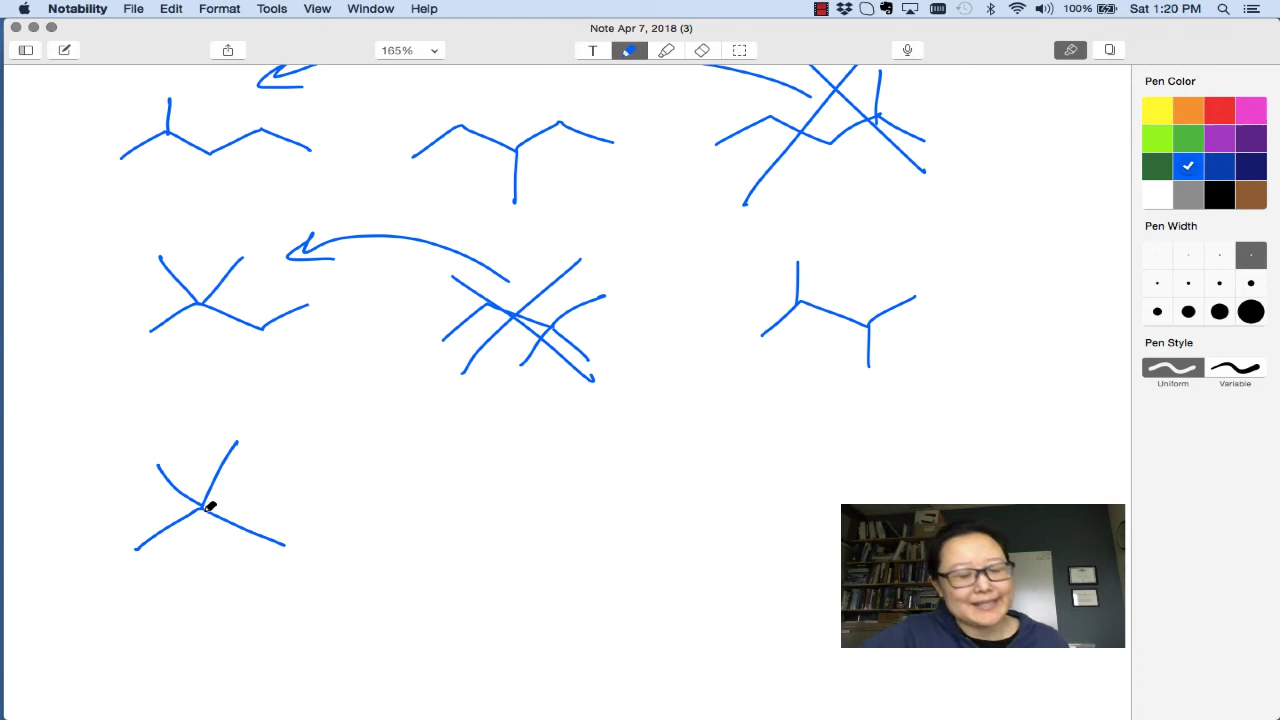 Notability File Edit Format Tools View Window Help 100% Sat 1:20 PM
Note Apr 7, 2018 (3)
165% T
Pen Color
Pen Width
Pen Style
Uniform Variable